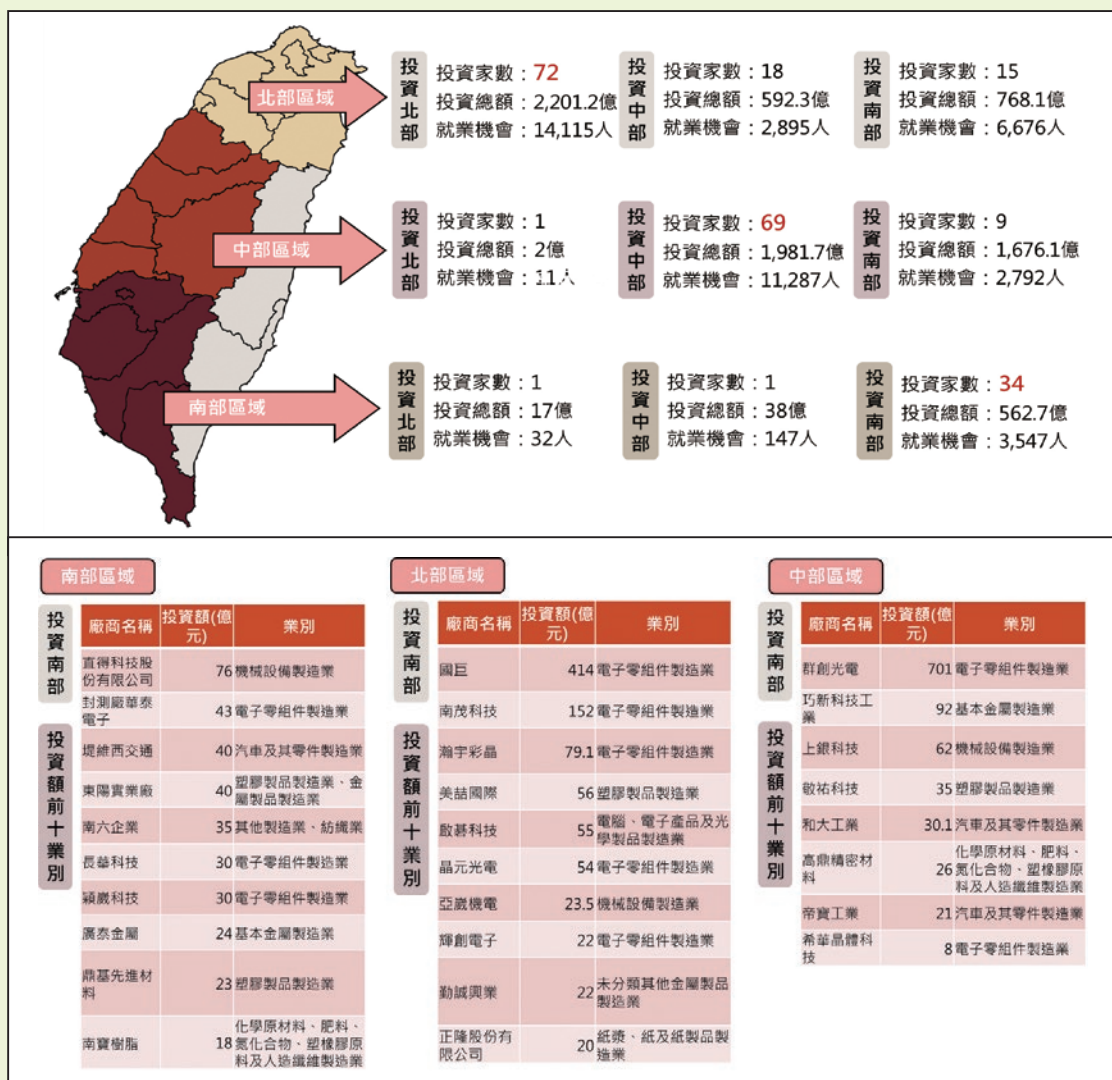 北部區域
投資北部
投資家數：72
投資總額：2,201.2億
就業機會：14,115人
投資中部
投資家數：18
投資總額：592.3億
就業機會：2,895人
投資南部
投資家數：15
投資總額：768.1億
就業機會：6,676人
中部區域
投資北部
投資家數：1
投資總額：2億
就業機會：11人
投資中部
投資家數：69
投資總額：1,981.7億
就業機會：11,287人
投資南部
投資家數：9
投資總額：1,676.1億
就業機會：2,792人
南部區域
投資北部
投資家數：1
投資總額：17億
就業機會：32人
投資中部
投資家數：1
投資總額：38億
就業機會：147人
投資南部
投資家數：34
投資總額：562.7億
就業機會：3,547人
南部區域
投資南部
投資額前十業別
廠商名稱 投資額(億元) 業別
直得科技股份有限公司 76 機械設備製造業
封測廠華泰電子 43 電子零組件製造業
堤維西交通 40 汽車及其零件製造業
東陽實業廠 40 塑膠製品製造業、金屬製品製造業
南六企業 35 其他製造業、紡織業
長華科技 30 電子零組件製造業
穎崴科技 30 電子零組件製造業
廣泰金屬 24 基本金屬製造業
鼎基先進材料 23 塑膠製品製造業
南寶樹脂 18 化學原材料、肥料、氮化合物、塑橡膠原料及人造纖維製造業
北部區域
投資南部
投資額前十業別
廠商名稱 投資額(億元) 業別
國巨 414 電子零組件製造業
南茂科技 152 電子零組件製造業
瀚宇彩晶 79.1 電子零組件製造業
美喆國際 56 塑膠製品製造業
啟碁科技 55 電腦、電子產品及光學製品製造業
晶元光電 54 電子零組件製造業
亞崴機電 23.5 機械設備製造業
輝創電子 22 電子零組件製造業
勤誠興業 22 未分類其他金屬製品製造業
正隆股份有限公司 20 紙漿、紙及紙製品製造業
中部區域
投資南部
投資額前十業別
廠商名稱 投資額(億元) 業別
群創光電 701 電子零組件製造業
巧新科技工業 92 基本金屬製造業
上銀科技 62 機械設備製造業
敬祐科技 35 塑膠製品製造業
和大工業 30.1 汽車及其零件製造業
高鼎精密材料 26 化學原材料、肥料、氮化合物、塑橡膠原料及人造纖維製造業
帝寶工業 21 汽車及其零件製造業
希華晶體科技 8 電子零組件製造業